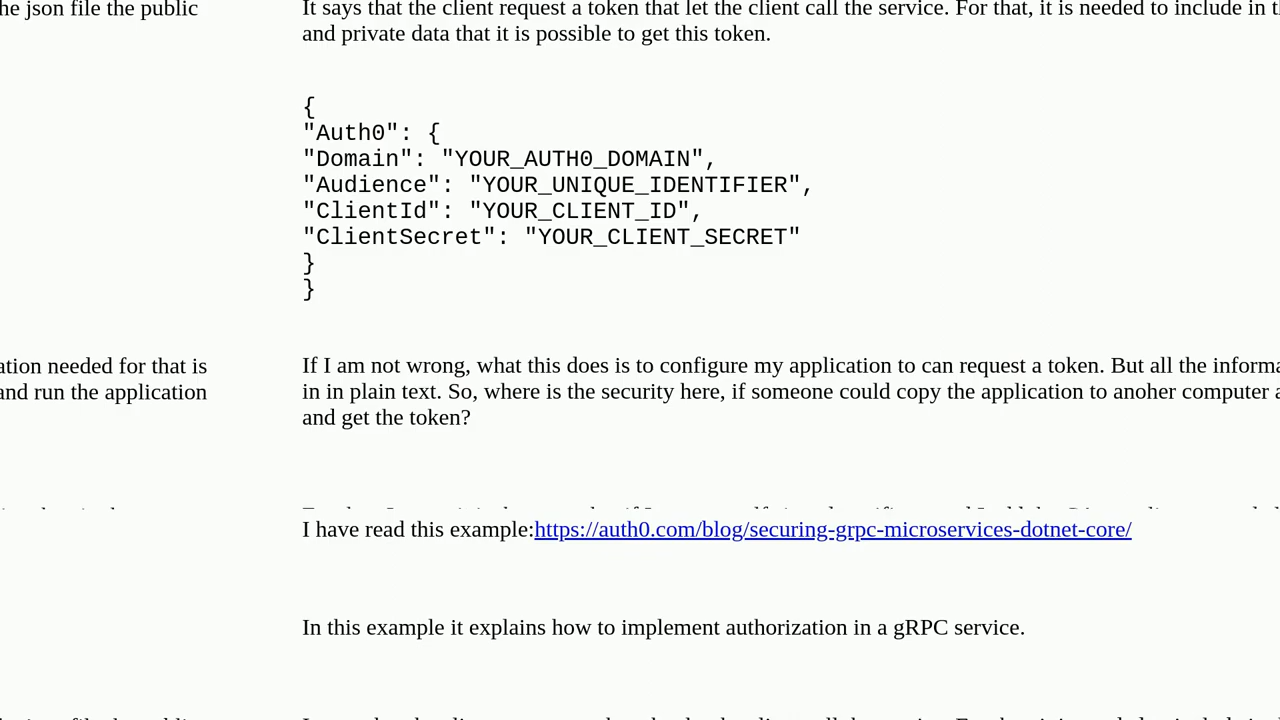 he json file the public
It says that the client request a token that let the client call the service. For that, it is needed to include in t
and private data that it is possible to get this token.
{
"Auth0": {
"Domain": "YOUR_AUTH0_DOMAIN",
"Audience": "YOUR_UNIQUE_IDENTIFIER",
"ClientId": "YOUR_CLIENT_ID",
"ClientSecret": "YOUR_CLIENT_SECRET"
}
}
ation needed for that is
and run the application
If I am not wrong, what this does is to configure my application to can request a token. But all the informa
in in plain text. So, where is the security here, if someone could copy the application to anoher computer a
and get the token?
I have read this example:https://auth0.com/blog/securing-grpc-microservices-dotnet-core/
In this example it explains how to implement authorization in a gRPC service.